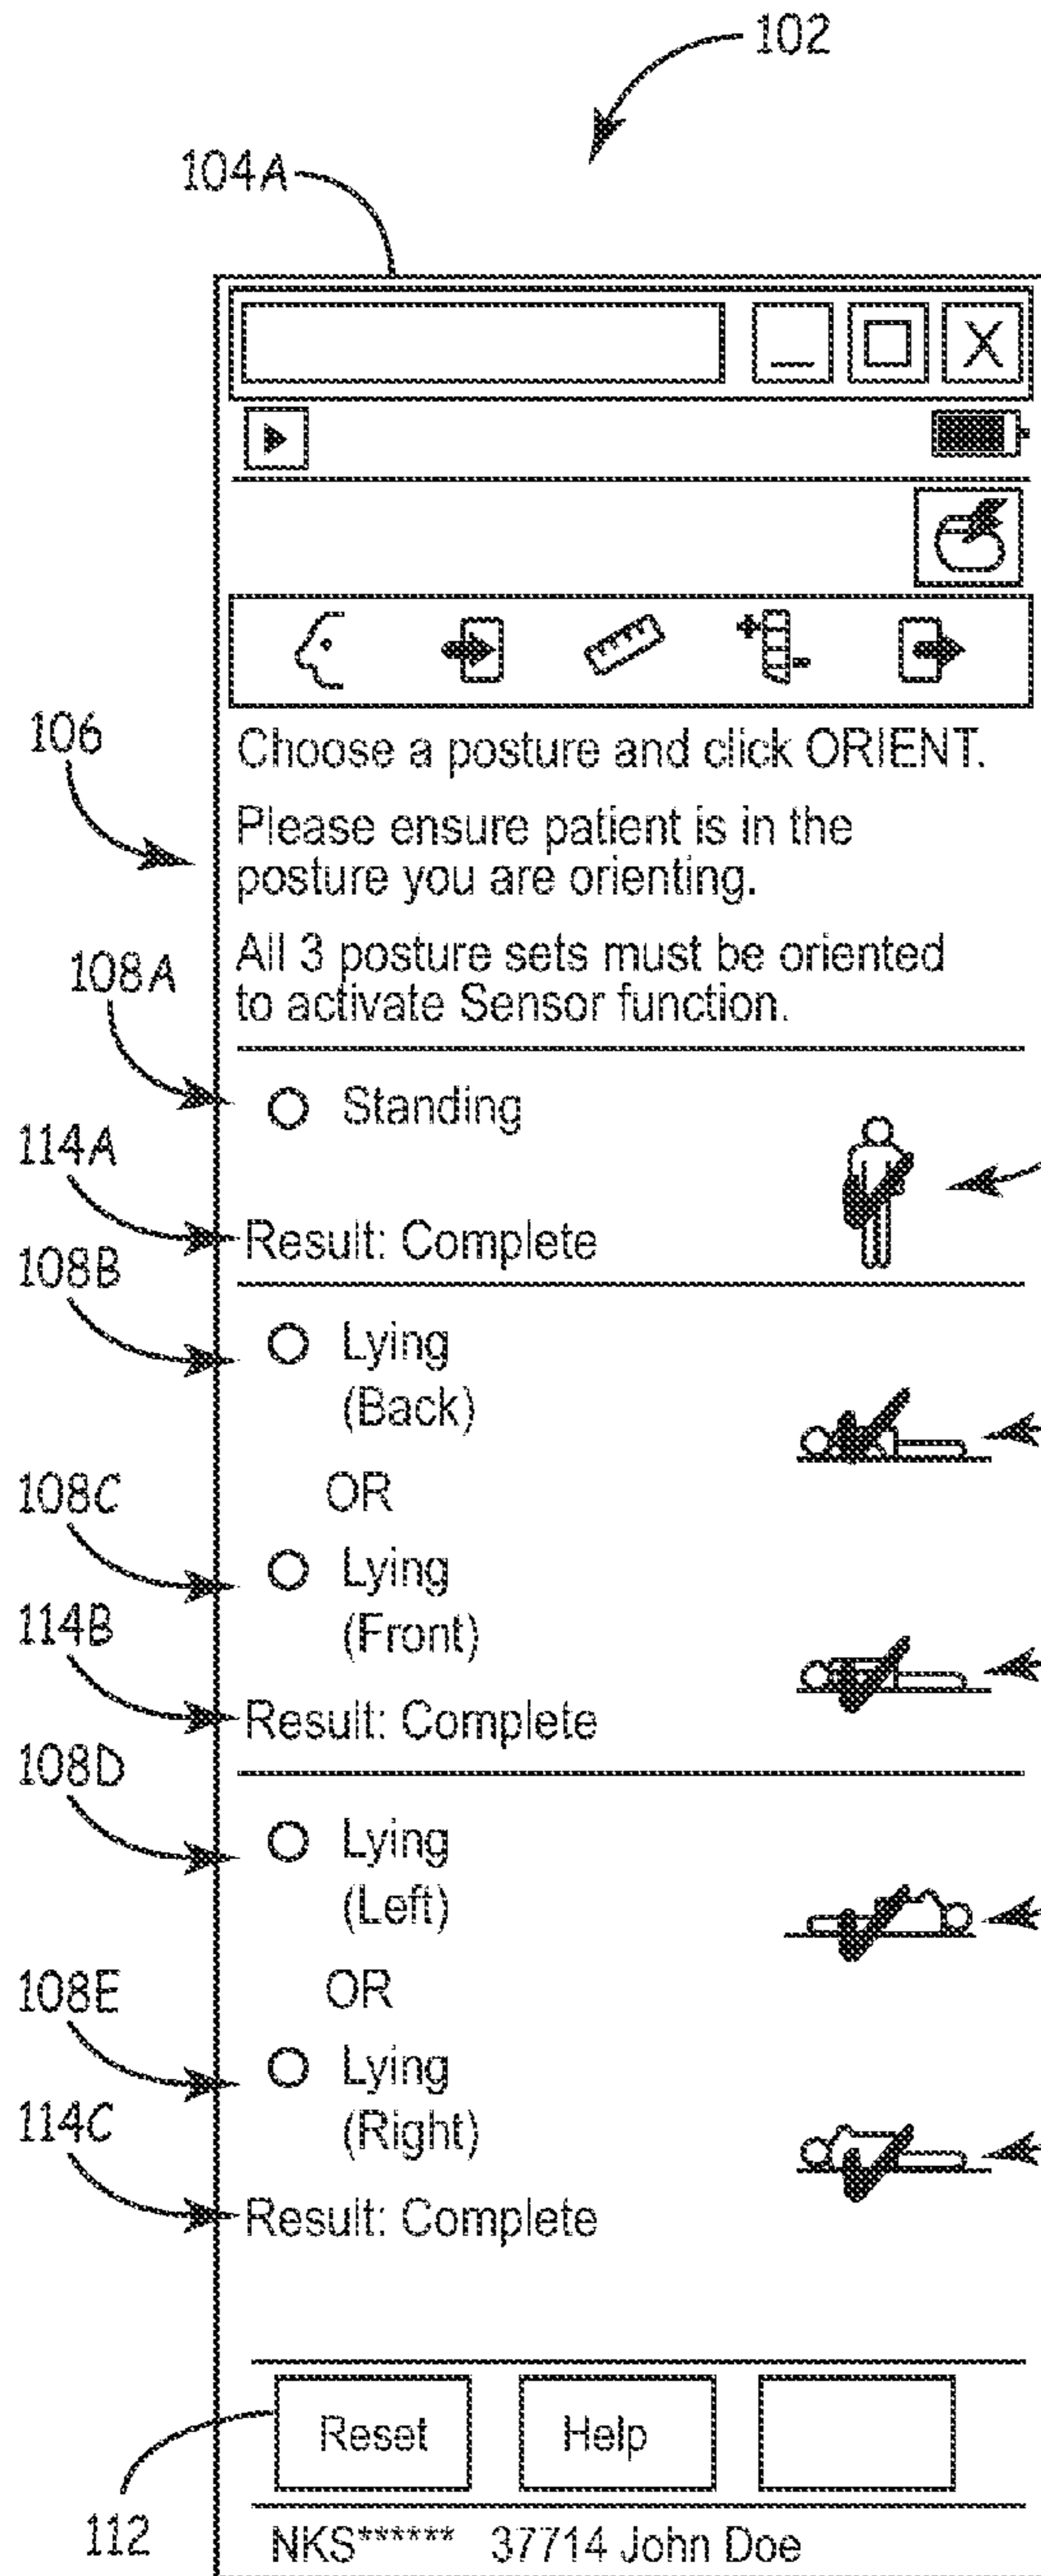 102
104A
X
106
Choose a posture and click ORIENT.
Please ensure patient is in the
posture you are orienting.
108A
All 3 posture sets must be oriented
to activate Sensor function.
Standing
114A
Result: Complete
108B
Lying
(Back)
108C
OR
Lying
114B
(Front)
Result: Complete
108D
Lying
(Left)
108E
OR
Lying
114C
(Right)
Result: Complete
Reset Help
112
NKS****** 37714 John Doe